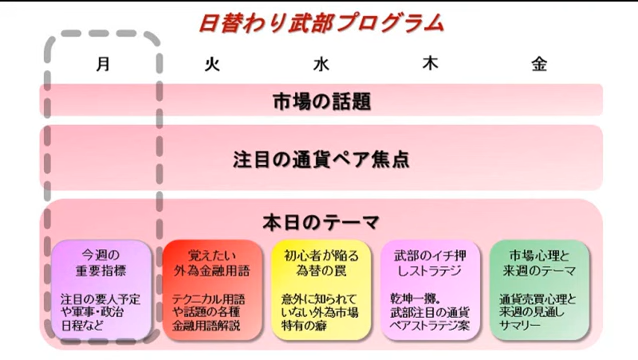 日替わり武部プログラム
月 火 水 木 金
市場の話題
注目の通貨ペア焦点
本日のテーマ
今週の
重要指標
注目の要人予定
や軍事・政治
日程など
覚えたい
外為金融用語
テクニカル用語
や話題の各種
金融用語解説
初心者が陥る
為替の罠
意外に知られて
いない外為市場
特有の癖
武部のイチ押
しストラテジ
乾坤一擲。
武部注目の通貨
ペアストラテジ案
市場心理と
来週のテーマ
通貨売買心理と
来週の見通し
サマリー